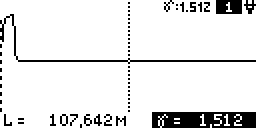 γ:1.512 1
L = 107,642м γ = 1,512